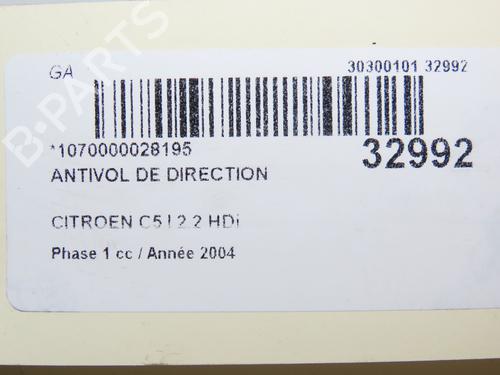 GA 30300101 32992
*1070000028195 32992
ANTIVOL DE DIRECTION
CITROEN C5 I 2.2 HDi
Phase 1 cc / Année 2004
B-PARTS